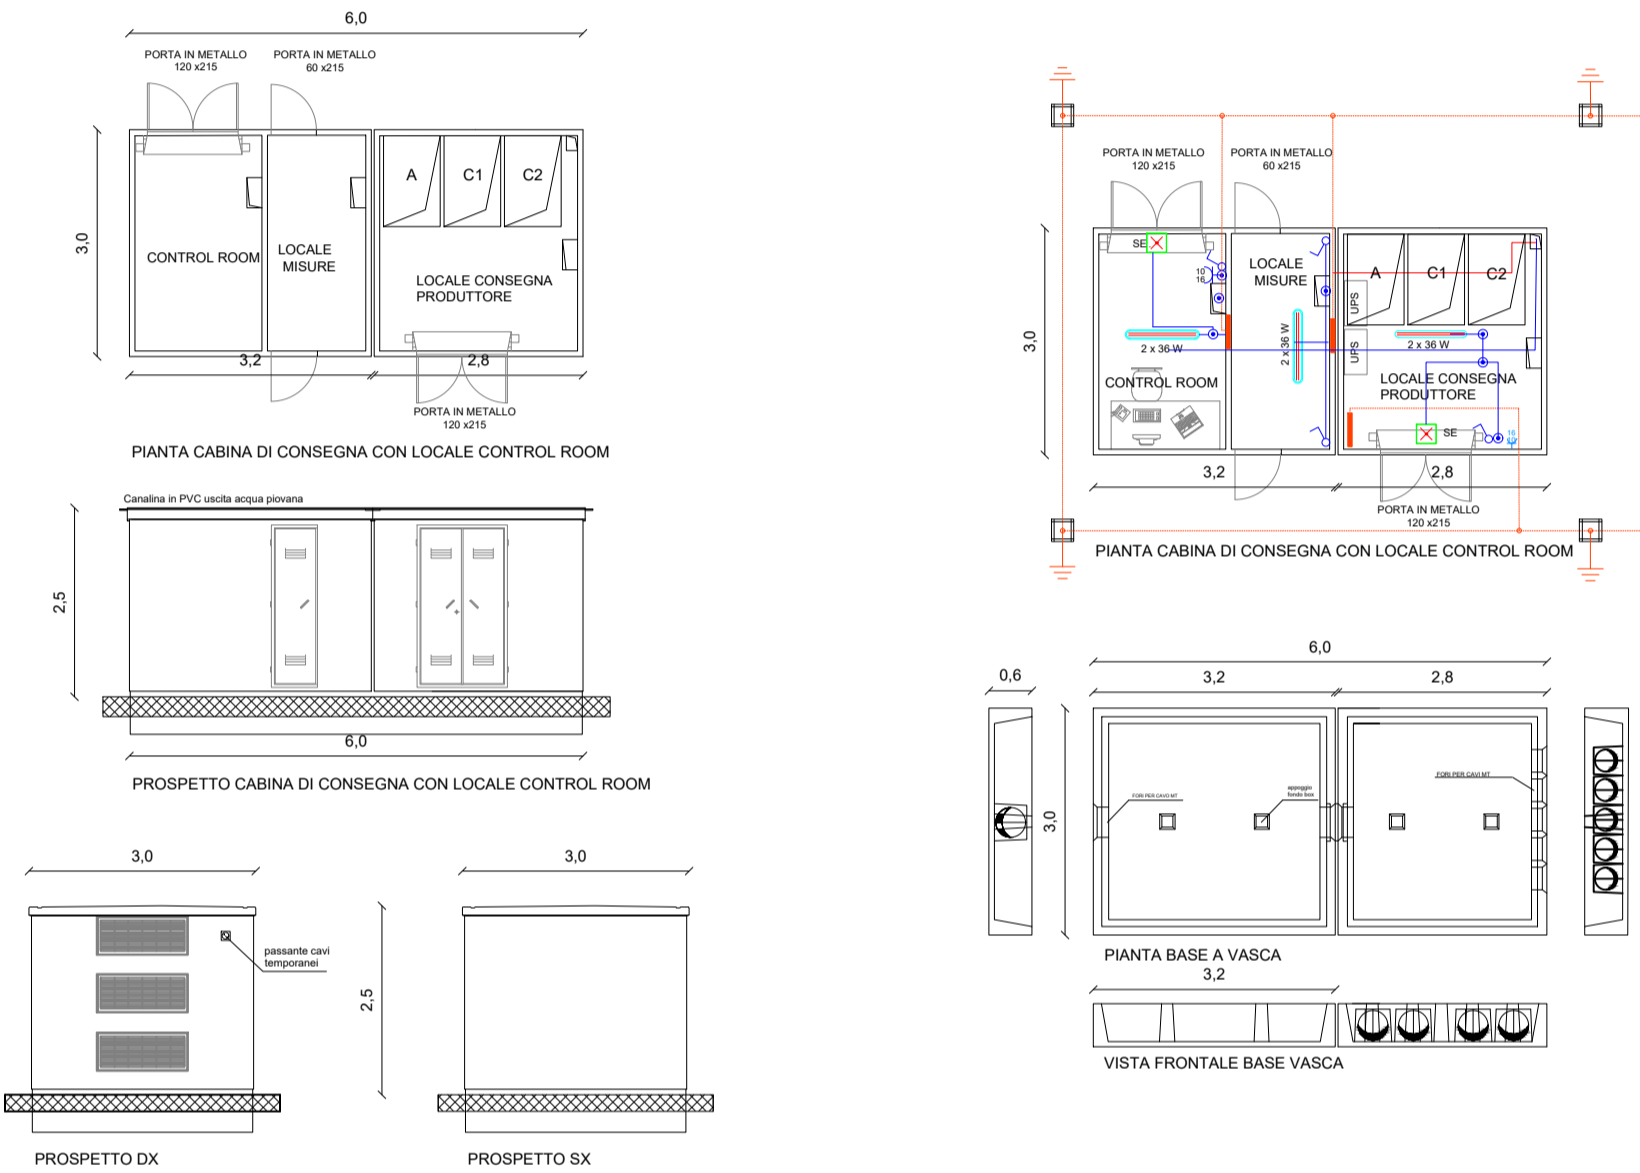 6,0
PORTA IN METALLO
120 x215
PORTA IN METALLO
60 x215
3,0
A
C1
C2
CONTROL ROOM
LOCALE
MISURE
LOCALE CONSEGNA
PRODUTTORE
3,2
2,8
PORTA IN METALLO
120 x215
PIANTA CABINA DI CONSEGNA CON LOCALE CONTROL ROOM
Canalina in PVC uscita acqua piovana
2,5
6,0
PROSPETTO CABINA DI CONSEGNA CON LOCALE CONTROL ROOM
3,0
passante cavi
temporanei
PROSPETTO DX
3,0
2,5
PROSPETTO SX
PORTA IN METALLO
120 x215
PORTA IN METALLO
60 x215
3,0
SE
10
16
LOCALE
MISURE
A
C1
C2
UPS
UPS
2 x 36 W
2 x 36 W
2 x 36 W
CONTROL ROOM
LOCALE CONSEGNA
PRODUTTORE
SE
16
3,2
2,8
PORTA IN METALLO
120 x215
PIANTA CABINA DI CONSEGNA CON LOCALE CONTROL ROOM
6,0
0,6
3,2
2,8
3,0
FORI PER CAVO MT
appoggio
fondo box
FORI PER CAVI MT
PIANTA BASE A VASCA
3,2
VISTA FRONTALE BASE VASCA